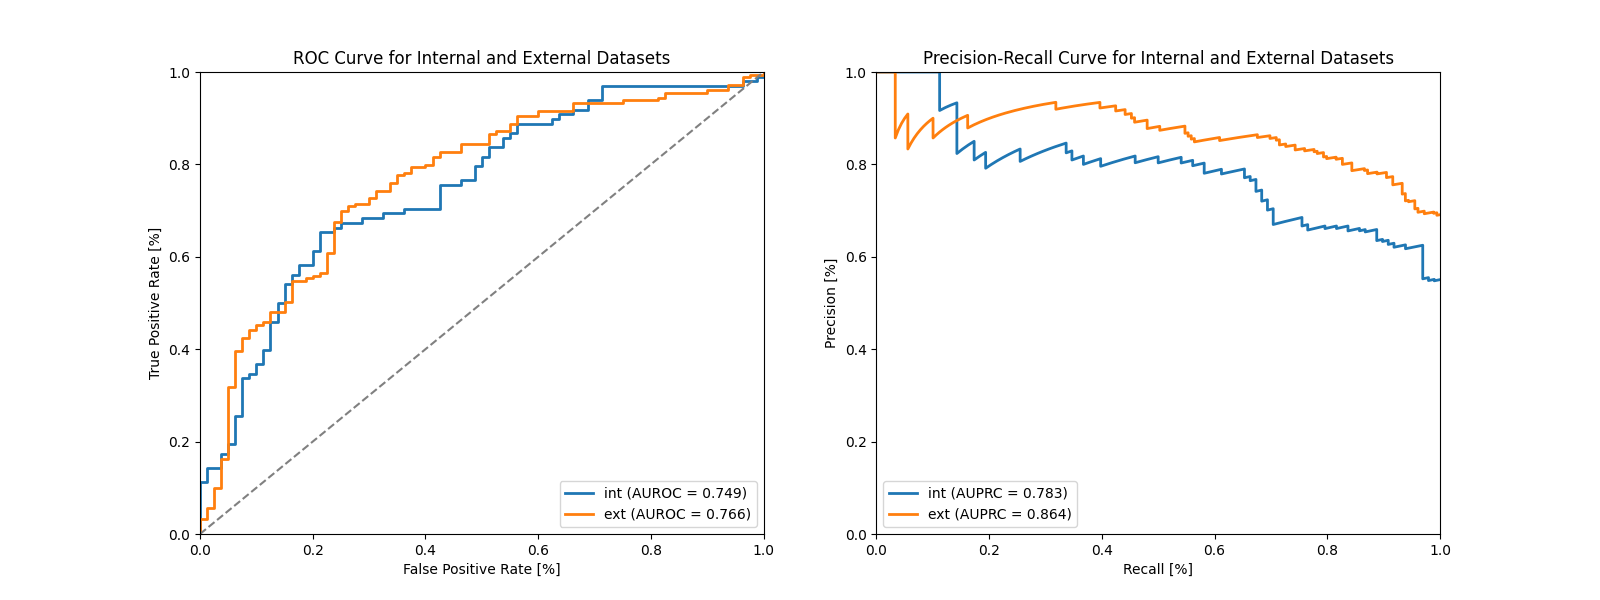 ROC Curve for Internal and External Datasets
True Positive Rate [%]
1.0
0.8
0.6
0.4
0.2
0.0
int (AUROC = 0.749)
ext (AUROC = 0.766)
0.0 0.2 0.4 0.6 0.8 1.0
False Positive Rate [%]
Precision-Recall Curve for Internal and External Datasets
Precision [%]
1.0
0.8
0.6
0.4
0.2
0.0
int (AUPRC = 0.783)
ext (AUPRC = 0.864)
0.0 0.2 0.4 0.6 0.8 1.0
Recall [%]